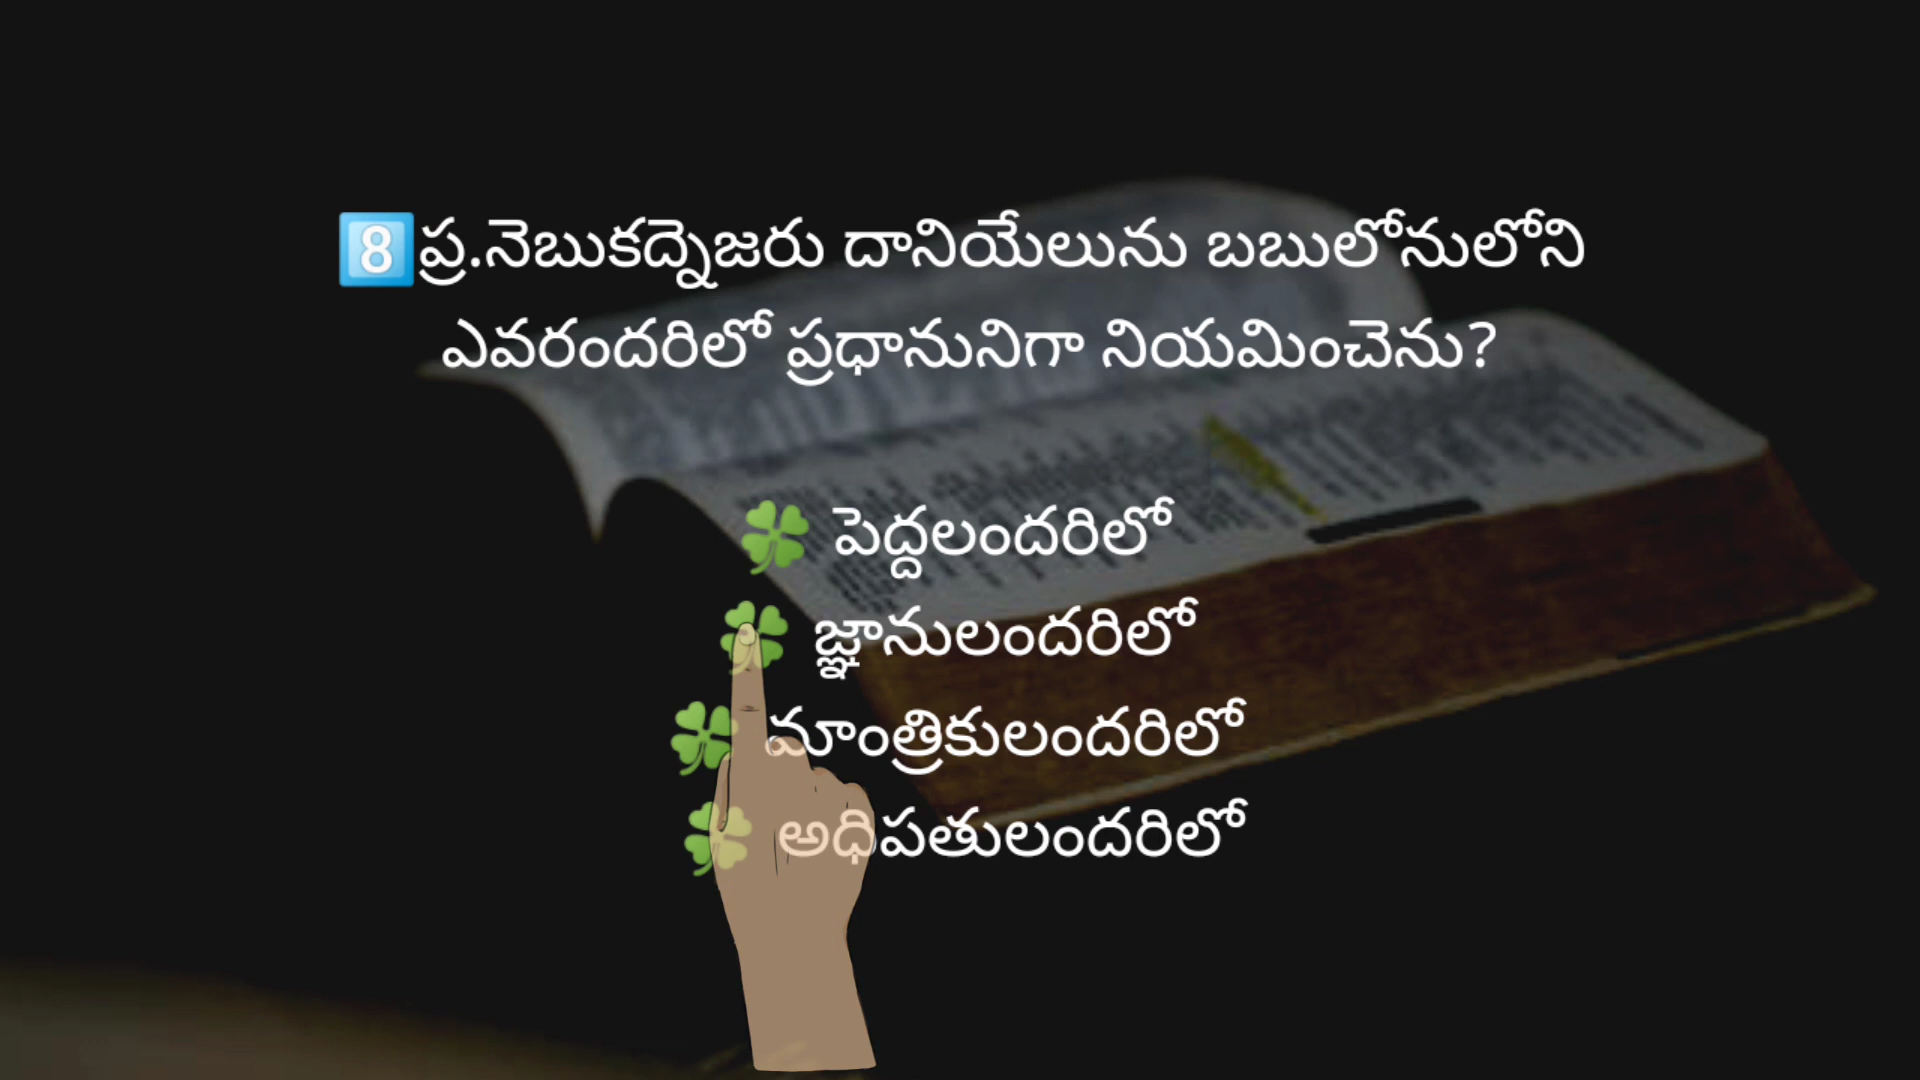 8️⃣ప్ర.నెబుకద్నెజరు దానియేలును బబులోనులోని
ఎవరందరిలో ప్రధానునిగా నియమించెను?
🍀 పెద్దలందరిలో
🍀 జ్ఞానులందరిలో
🍀 మాంత్రికులందరిలో
🍀 అధిపతులందరిలో